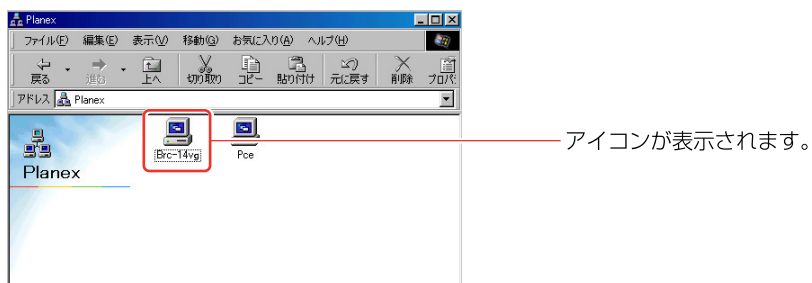 Planex
ファイル(F) 編集(E) 表示(V) 移動(G) お気に入り(A) ヘルプ(H)
戻る 進む 上へ 切り取り コピー 貼り付け 元に戻す 削除 プロパ
アドレス Planex
Planex
Brc-14vg Pce
アイコンが表示されます。